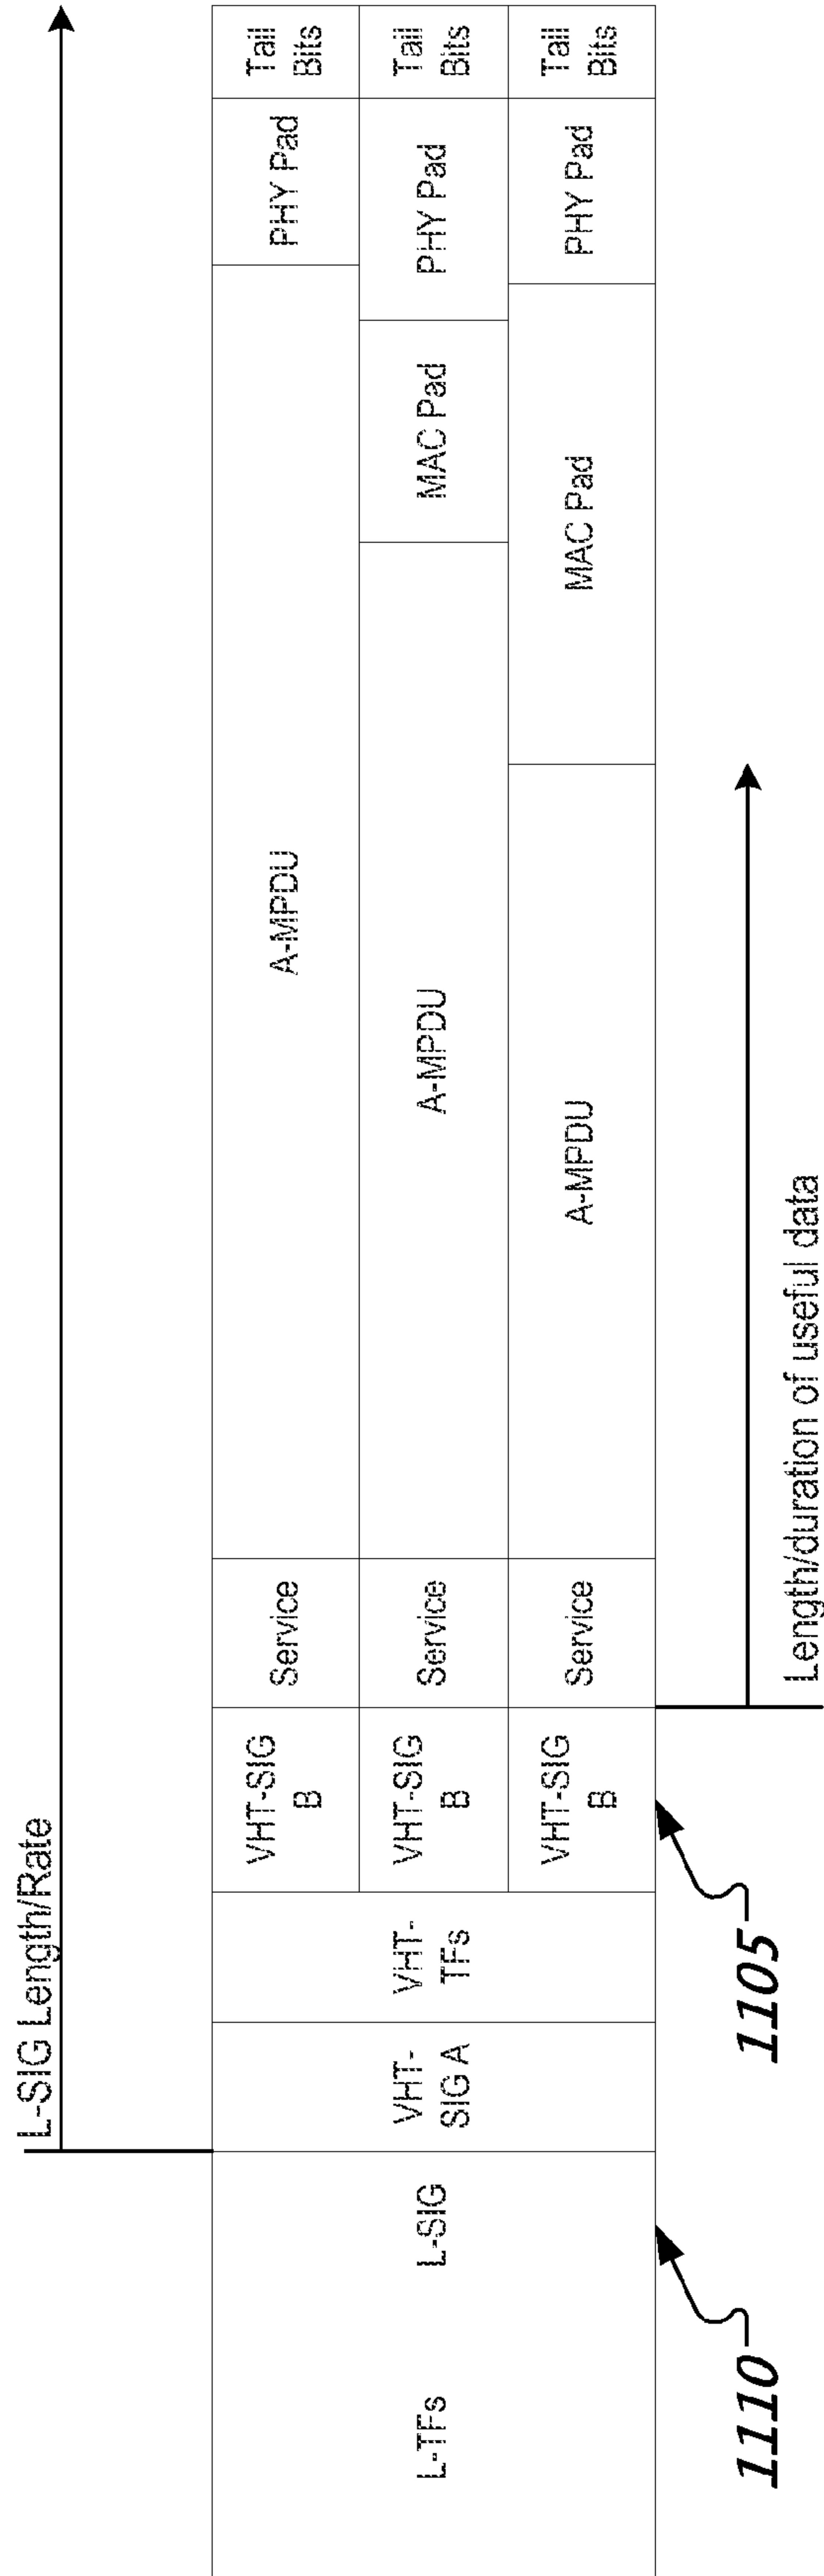 L-SIG Length/Rate
L-TFs
L-SIG
VHT-
SIG A
VHT-
TFs
VHT-SIG
B
Service
A-MPDU
PHY Pad
Tail
Bits
VHT-SIG
B
Service
A-MPDU
MAC Pad
PHY Pad
Tail
Bits
VHT-SIG
B
Service
A-MPDU
MAC Pad
PHY Pad
Tail
Bits
1110
1105
Length/duration of useful data